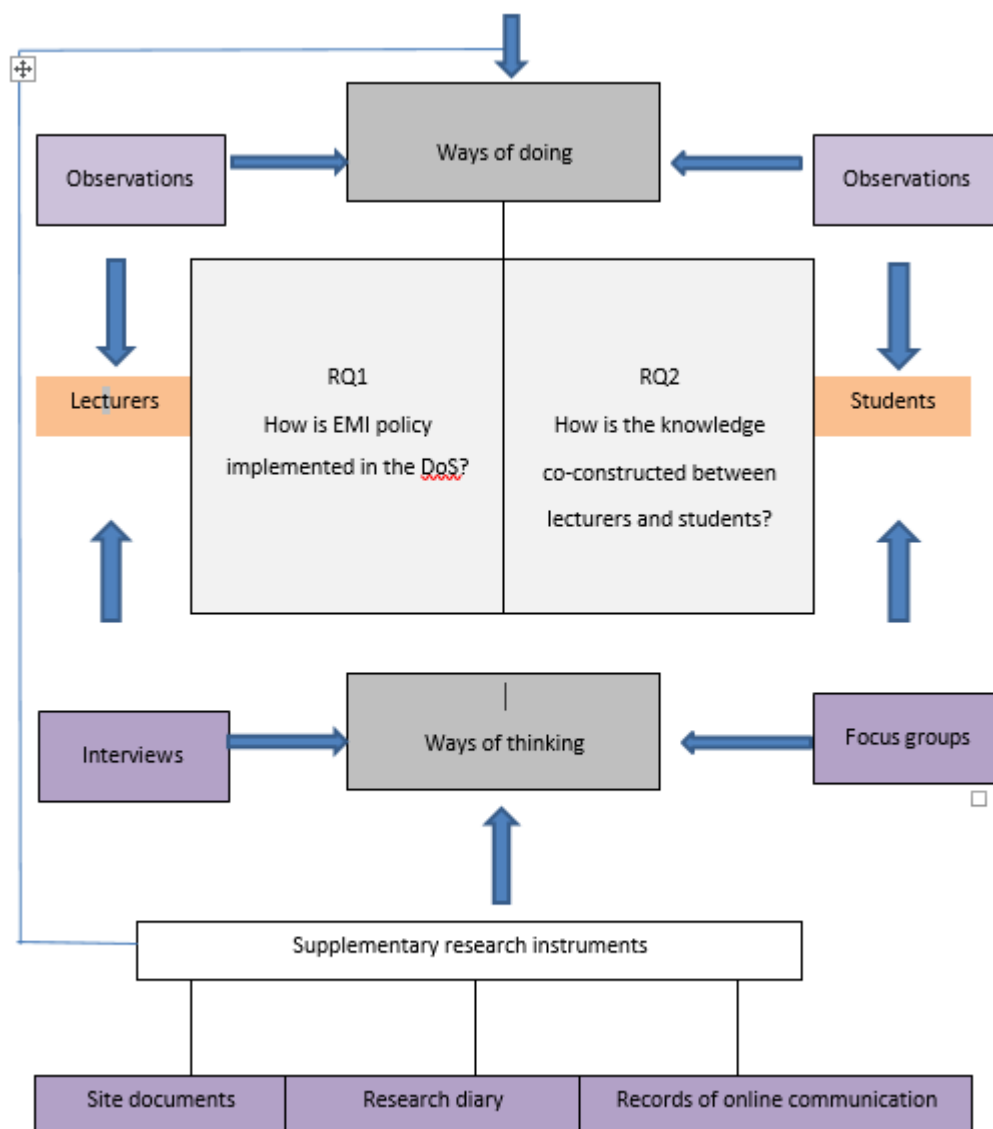 Ways of doing
Observations
Observations
RQ1
How is EMI policy
implemented in the DoS?
RQ2
How is the knowledge
co-constructed between
lecturers and students?
Lecturers
Students
Interviews
Ways of thinking
Focus groups
Supplementary research instruments
Site documents
Research diary
Records of online communication